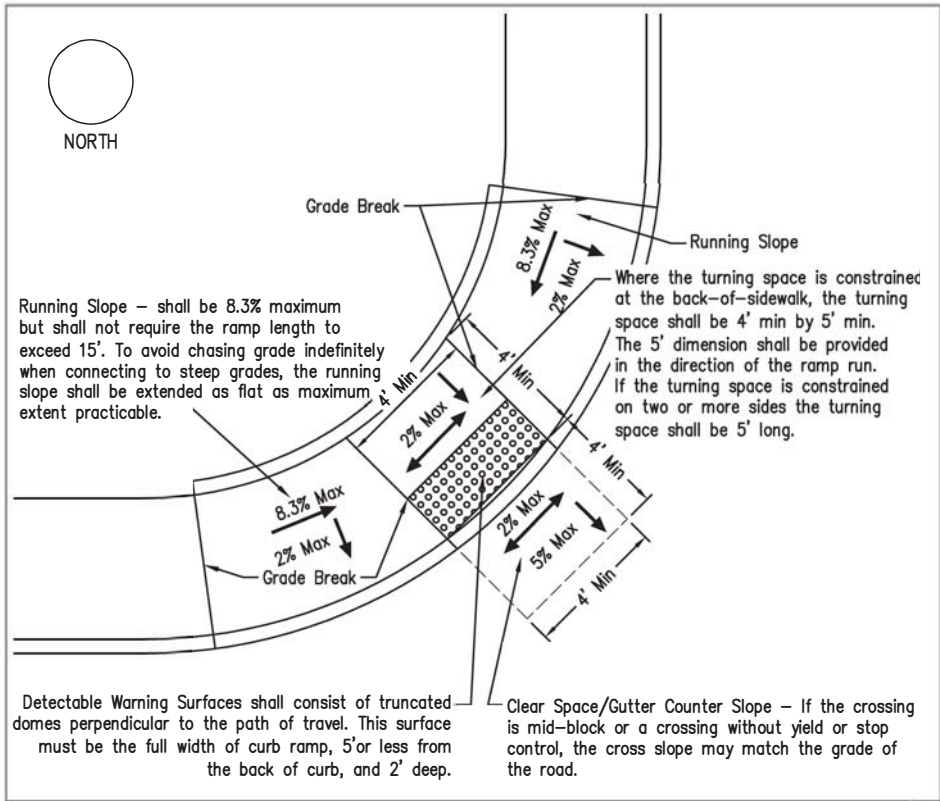 NORTH
Grade Break
8.3% Max
2% Max
Running Slope
Where the turning space is constrained
at the back-of-sidewalk, the turning
space shall be 4' min by 5' min.
The 5' dimension shall be provided
in the direction of the ramp run.
If the turning space is constrained
on two or more sides the turning
space shall be 5' long.
Running Slope – shall be 8.3% maximum
but shall not require the ramp length to
exceed 15'. To avoid chasing grade indefinitely
when connecting to steep grades, the running
slope shall be extended as flat as maximum
extent practicable.
4' Min
4' Min
2% Max
2% Max
4' Min
2% Max
5% Max
4' Min
8.3% Max
2% Max
Grade Break
Detectable Warning Surfaces shall consist of truncated
domes perpendicular to the path of travel. This surface
must be the full width of curb ramp, 5'or less from
the back of curb, and 2' deep.
Clear Space/Gutter Counter Slope – If the crossing
is mid-block or a crossing without yield or stop
control, the cross slope may match the grade of
the road.